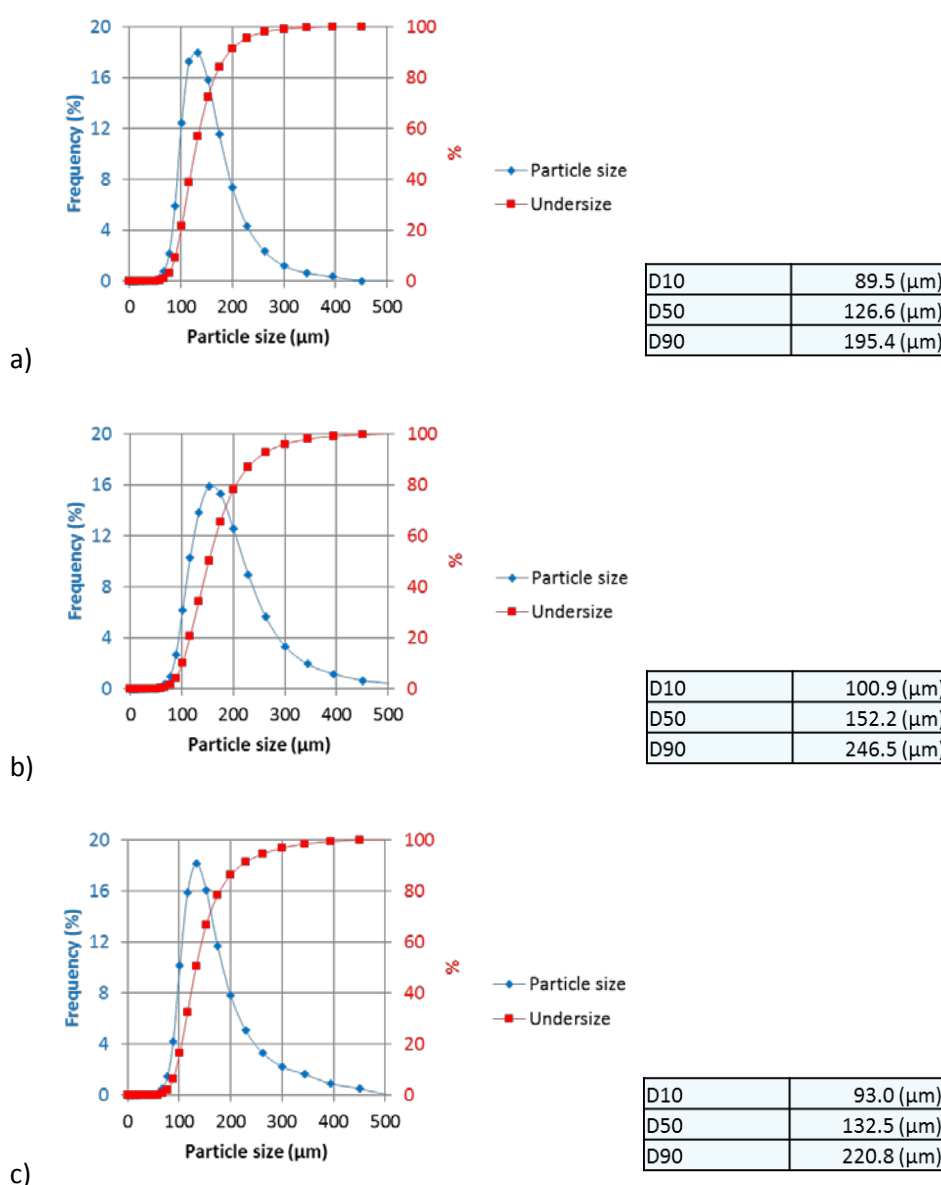 20
16
12
8
4
0
Frequency (%)
100
80
60
40
20
0
%
0 100 200 300 400 500
Particle size (µm)
Particle size
Undersize
D10 89.5 (µm)
D50 126.6 (µm)
D90 195.4 (µm)
a)
20
16
12
8
4
0
Frequency (%)
100
80
60
40
20
0
%
0 100 200 300 400 500
Particle size (µm)
Particle size
Undersize
D10 100.9 (µm)
D50 152.2 (µm)
D90 246.5 (µm)
b)
20
16
12
8
4
0
Frequency (%)
100
80
60
40
20
0
%
0 100 200 300 400 500
Particle size (µm)
Particle size
Undersize
D10 93.0 (µm)
D50 132.5 (µm)
D90 220.8 (µm)
c)